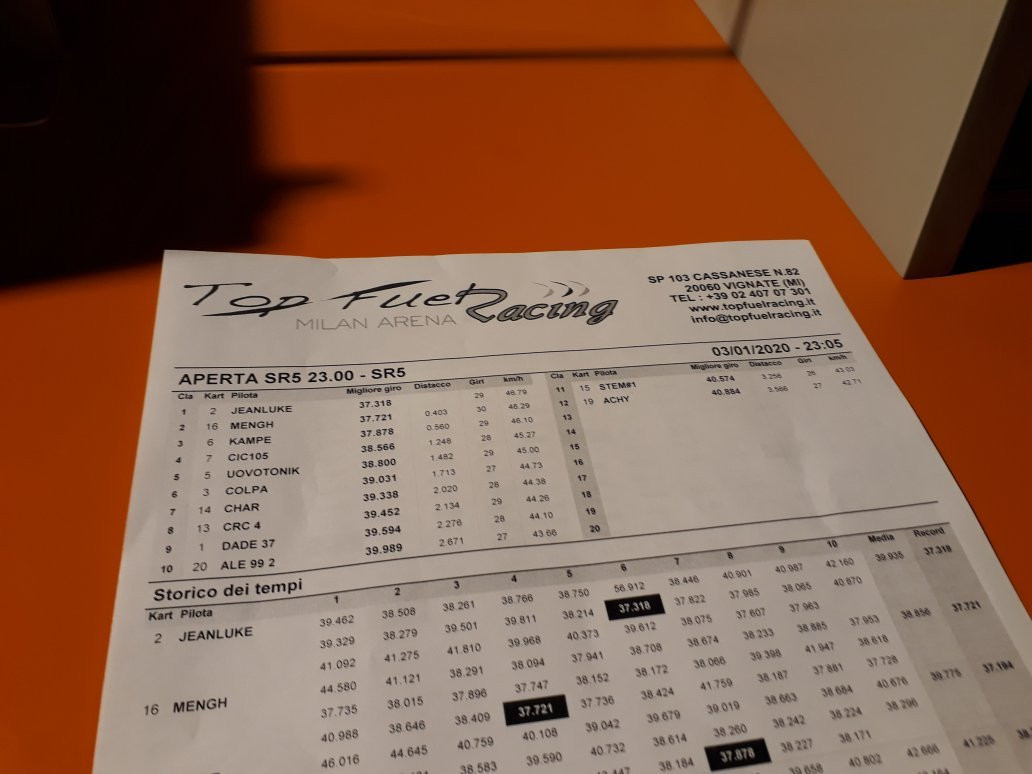 Top Fuel Racing
MILAN ARENA
SP 103 CASSANESE N.82
20060 VIGNATE (MI)
TEL : +39 02 407 07 301
www.topfuelracing.it
info@topfuelracing.it
APERTA SR5 23.00 - SR5
03/01/2020 - 23:05
Cla Kart Pilota Migliore giro Distacco Giri km/h
1 2 JEANLUKE 37.318 29 46.79
2 16 MENGH 37.721 0.403 30 46.29
3 6 KAMPE 37.878 0.560 29 46.10
4 7 CIC105 38.566 1.248 28 45.27
5 5 UOVOTONIK 38.800 1.482 29 45.00
6 3 COLPA 39.031 1.713 27 44.73
7 14 CHAR 39.338 2.020 28 44.38
8 13 CRC 4 39.452 2.134 29 44.26
9 1 DADE 37 39.594 2.276 28 44.10
10 20 ALE 99 2 39.989 2.671 27 43.66
Cla Kart Pilota Migliore giro Distacco Giri km/h
11 15 STEM#1 40.574 3.256 26 43.03
12 19 ACHY 40.884 3.566 27 42.71
13
14
15
16
17
18
19
20
Storico dei tempi
Kart Pilota 1 2 3 4 5 6 7 8 9 10 Media Record
2 JEANLUKE 39.462 38.508 38.261 38.766 38.750 56.912 38.446 40.901 40.987 42.160 39.935 37.318
39.329 38.279 39.501 39.811 38.214 37.318 37.822 37.985 38.065 40.870
41.092 41.275 41.810 39.968 40.373 39.612 38.075 37.607 37.963
16 MENGH 44.580 41.121 38.291 38.094 37.941 38.708 38.674 38.233 38.885 37.953 38.856 37.721
37.735 38.015 37.896 37.747 38.152 38.172 38.066 39.398 41.947 38.618
40.988 38.646 38.409 37.721 37.736 38.424 41.759 38.187 37.881 37.728
46.016 44.645 40.759 40.108 39.042 39.679 39.019 38.663 38.684 40.676 39.776 37.194
38.583 39.590 40.732 38.614 38.260 38.242 38.224 38.296
38.184 37.878 38.227 38.171
39.658 40.802 42.666 41.226